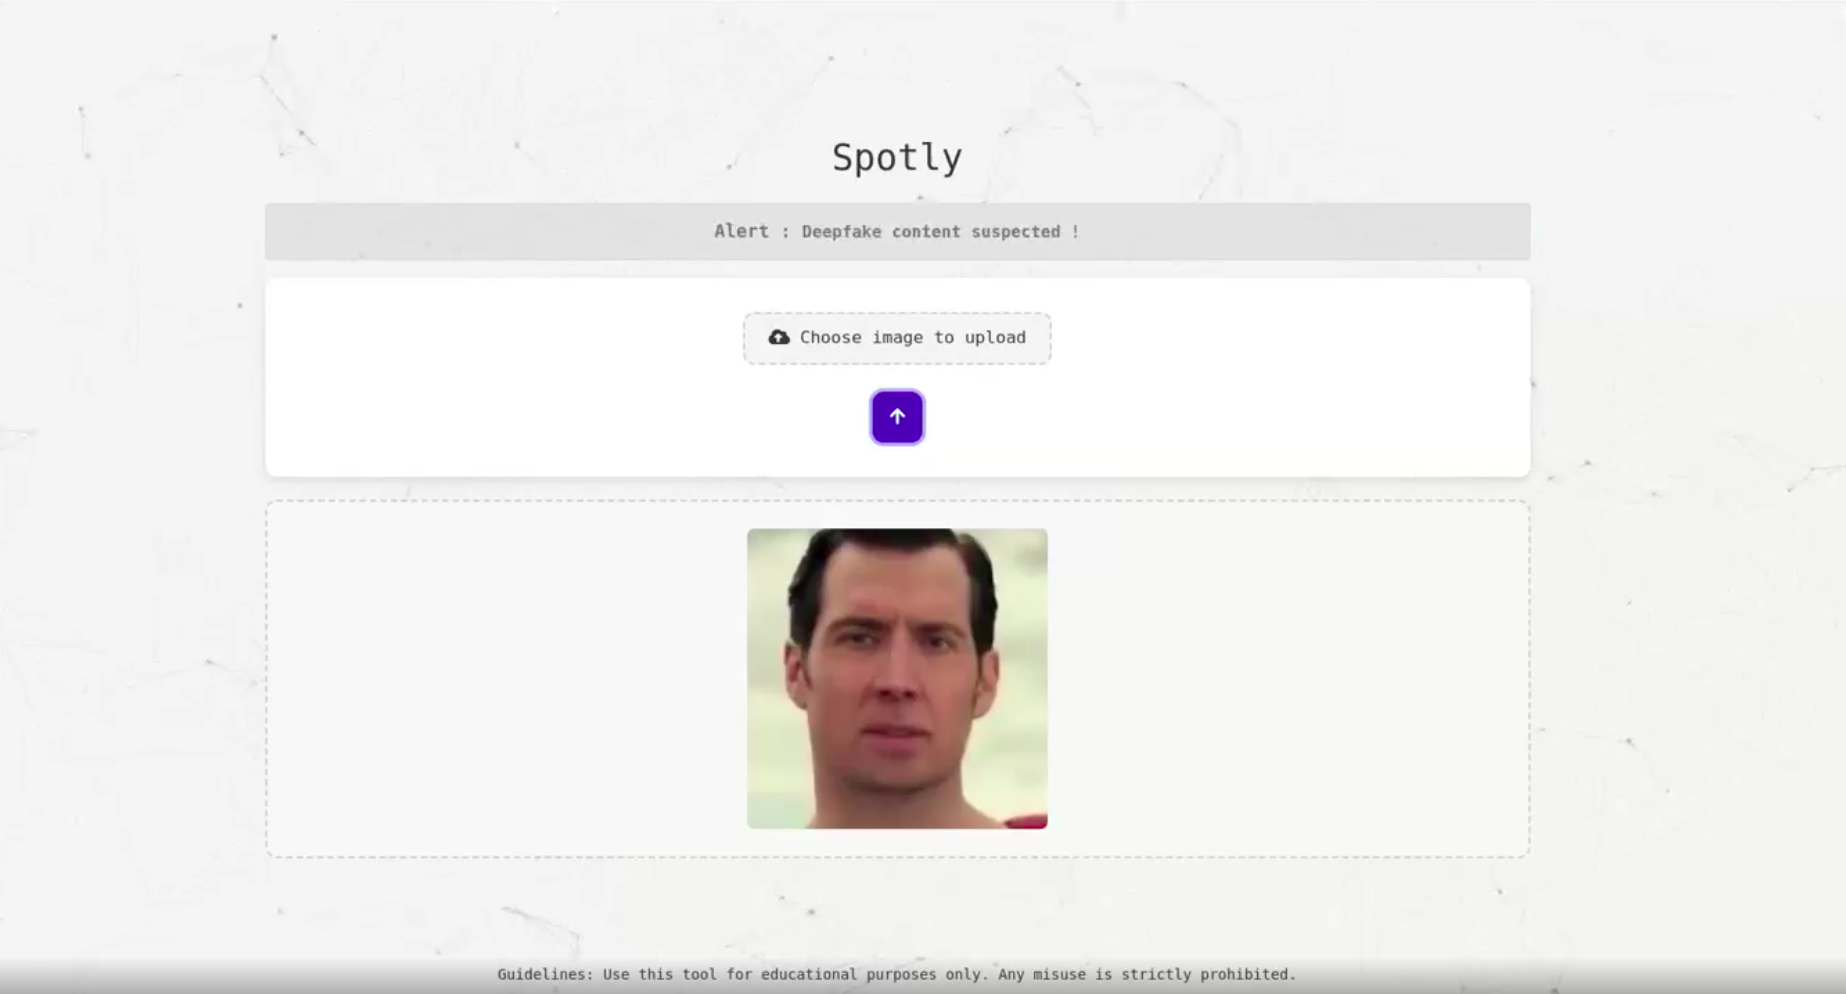 Spotly
Alert : Deepfake content suspected !
Choose image to upload
Guidelines: Use this tool for educational purposes only. Any misuse is strictly prohibited.